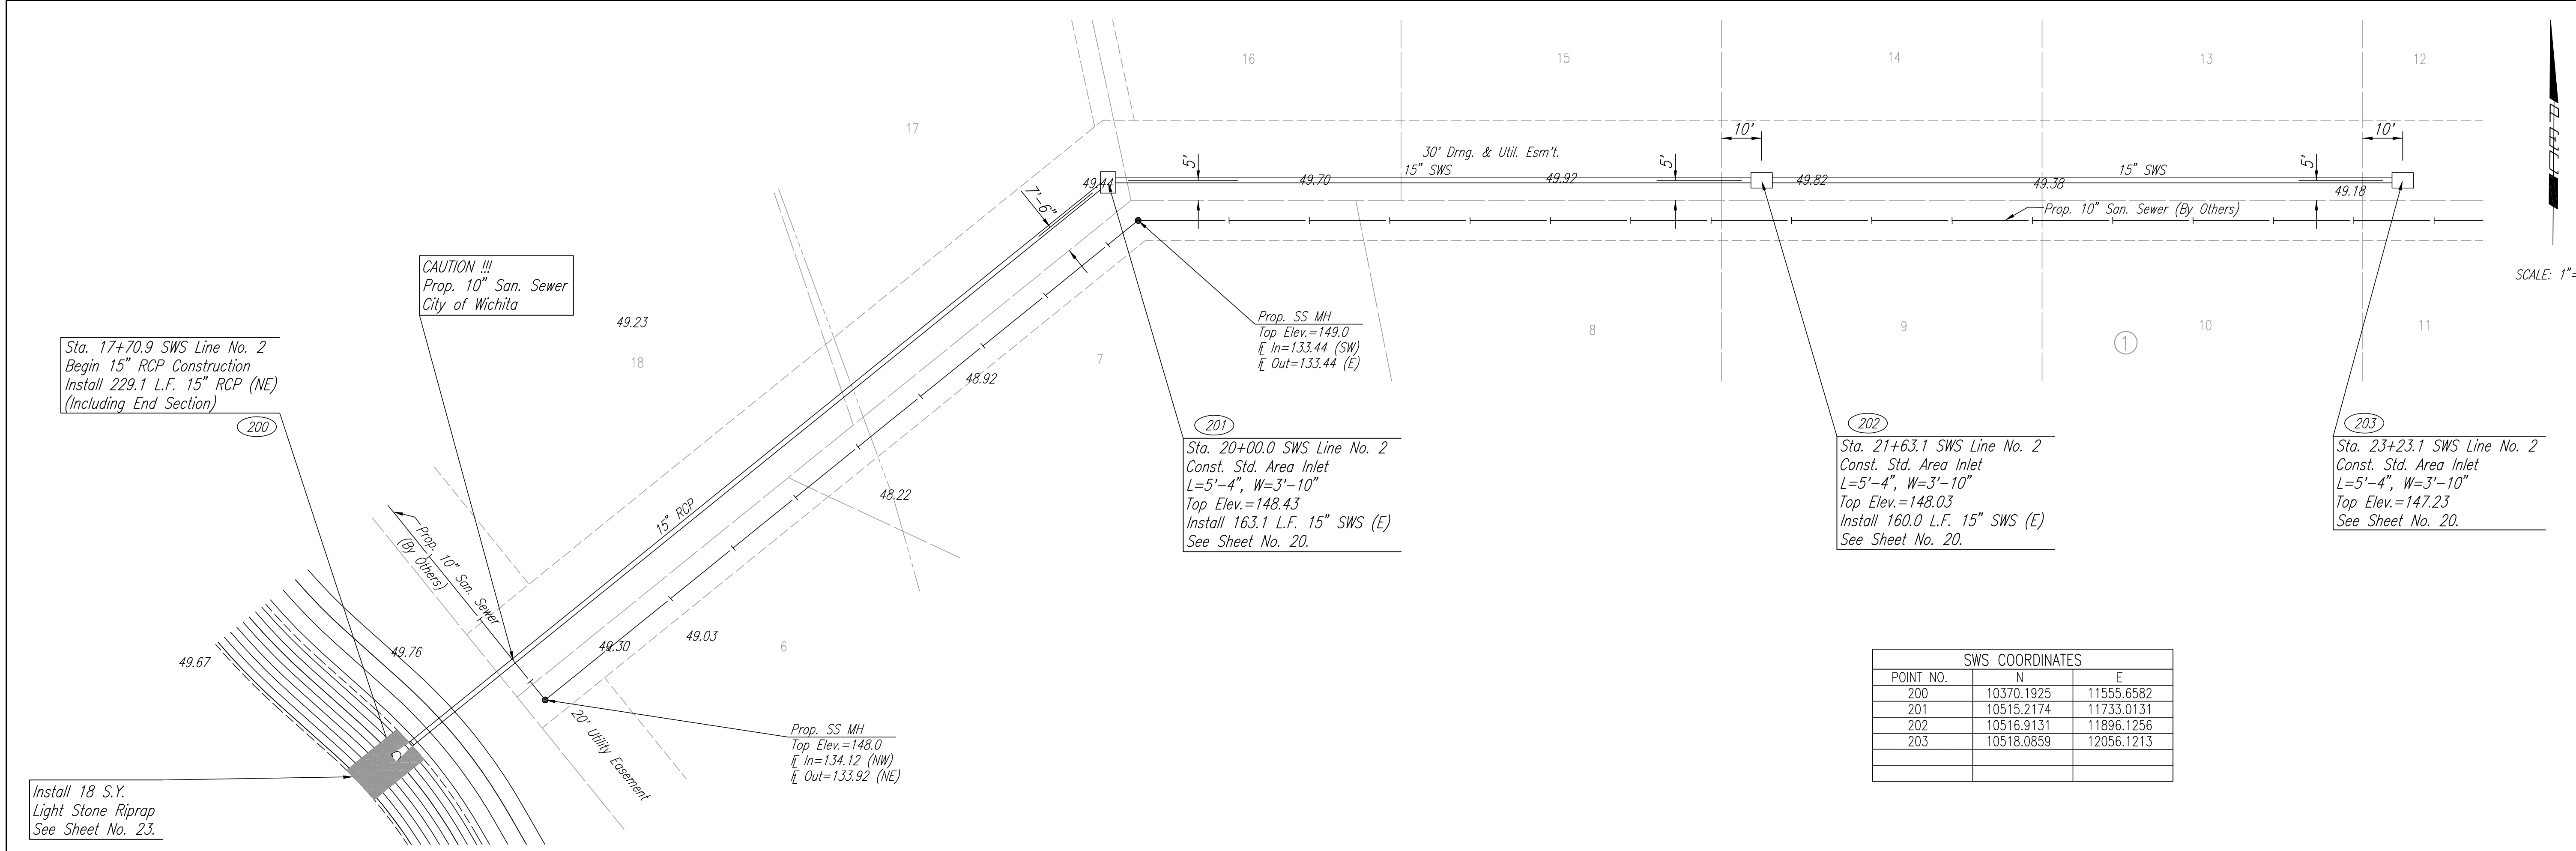 16
15
14
13
12
17
10'
10'
5'
5'
5'
30' Drng. & Util. Esm't.
15" SWS
15" SWS
49.44
49.70
49.92
49.82
49.38
49.18
7'-6"
Prop. 10" San. Sewer (By Others)
SCALE: 1"=
CAUTION !!!
Prop. 10" San. Sewer
City of Wichita
49.23
18
7
8
9
10
11
1
Prop. SS MH
Top Elev.=149.0
FL In=133.44 (SW)
FL Out=133.44 (E)
48.92
Sta. 17+70.9 SWS Line No. 2
Begin 15" RCP Construction
Install 229.1 L.F. 15" RCP (NE)
(Including End Section)
200
201
Sta. 20+00.0 SWS Line No. 2
Const. Std. Area Inlet
L=5'-4", W=3'-10"
Top Elev.=148.43
Install 163.1 L.F. 15" SWS (E)
See Sheet No. 20.
202
Sta. 21+63.1 SWS Line No. 2
Const. Std. Area Inlet
L=5'-4", W=3'-10"
Top Elev.=148.03
Install 160.0 L.F. 15" SWS (E)
See Sheet No. 20.
203
Sta. 23+23.1 SWS Line No. 2
Const. Std. Area Inlet
L=5'-4", W=3'-10"
Top Elev.=147.23
See Sheet No. 20.
48.22
15" RCP
Prop. 10" San. Sewer
(By Others)
49.67
49.76
49.30
49.03
6
20' Utility Easement
Prop. SS MH
Top Elev.=148.0
FL In=134.12 (NW)
FL Out=133.92 (NE)
Install 18 S.Y.
Light Stone Riprap
See Sheet No. 23.
SWS COORDINATES
POINT NO. N E
200 10370.1925 11555.6582
201 10515.2174 11733.0131
202 10516.9131 11896.1256
203 10518.0859 12056.1213